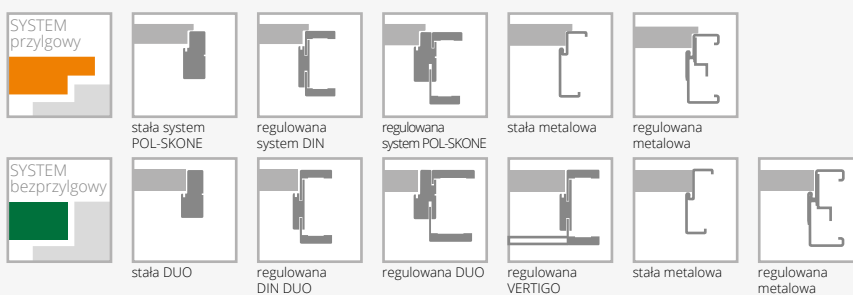 SYSTEM
przylgowy
stała system
POL-SKONE
regulowana
system DIN
regulowana
system POL-SKONE
stała metalowa
regulowana
metalowa
SYSTEM
bezprzylgowy
stała DUO
regulowana
DIN DUO
regulowana DUO
regulowana
VERTIGO
stała metalowa
regulowana
metalowa